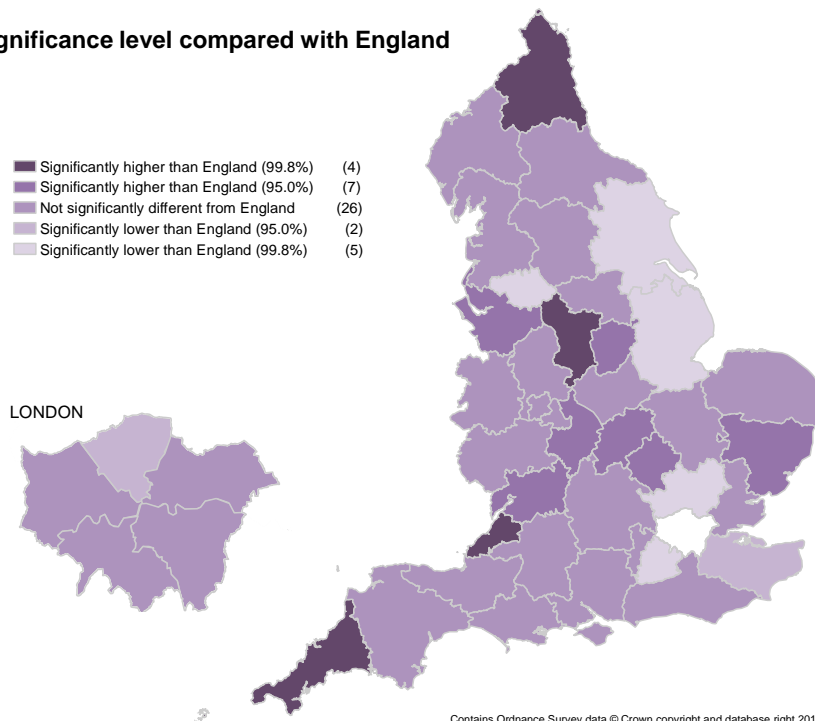 gnificance level compared with England
Significantly higher than England (99.8%) (4)
Significantly higher than England (95.0%) (7)
Not significantly different from England (26)
Significantly lower than England (95.0%) (2)
Significantly lower than England (99.8%) (5)
LONDON
Contains Ordnance Survey data © Crown copyright and database right 201